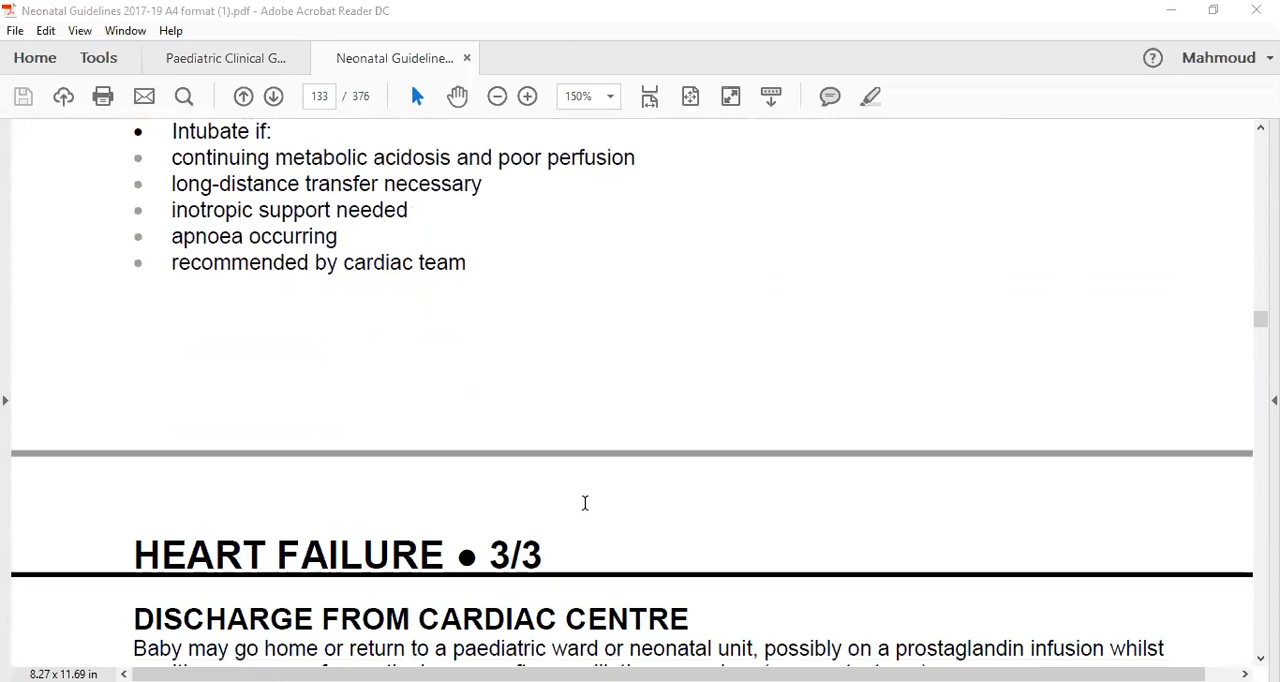 Neonatal Guidelines 2017-19 A4 format (1).pdf - Adobe Acrobat Reader DC
File Edit View Window Help
Home Tools Paediatric Clinical G... Neonatal Guideline... × ? Mahmoud
133 / 376 150%
• Intubate if:
• continuing metabolic acidosis and poor perfusion
• long-distance transfer necessary
• inotropic support needed
• apnoea occurring
• recommended by cardiac team
HEART FAILURE ● 3/3
DISCHARGE FROM CARDIAC CENTRE
Baby may go home or return to a paediatric ward or neonatal unit, possibly on a prostaglandin infusion whilst
8.27 x 11.69 in